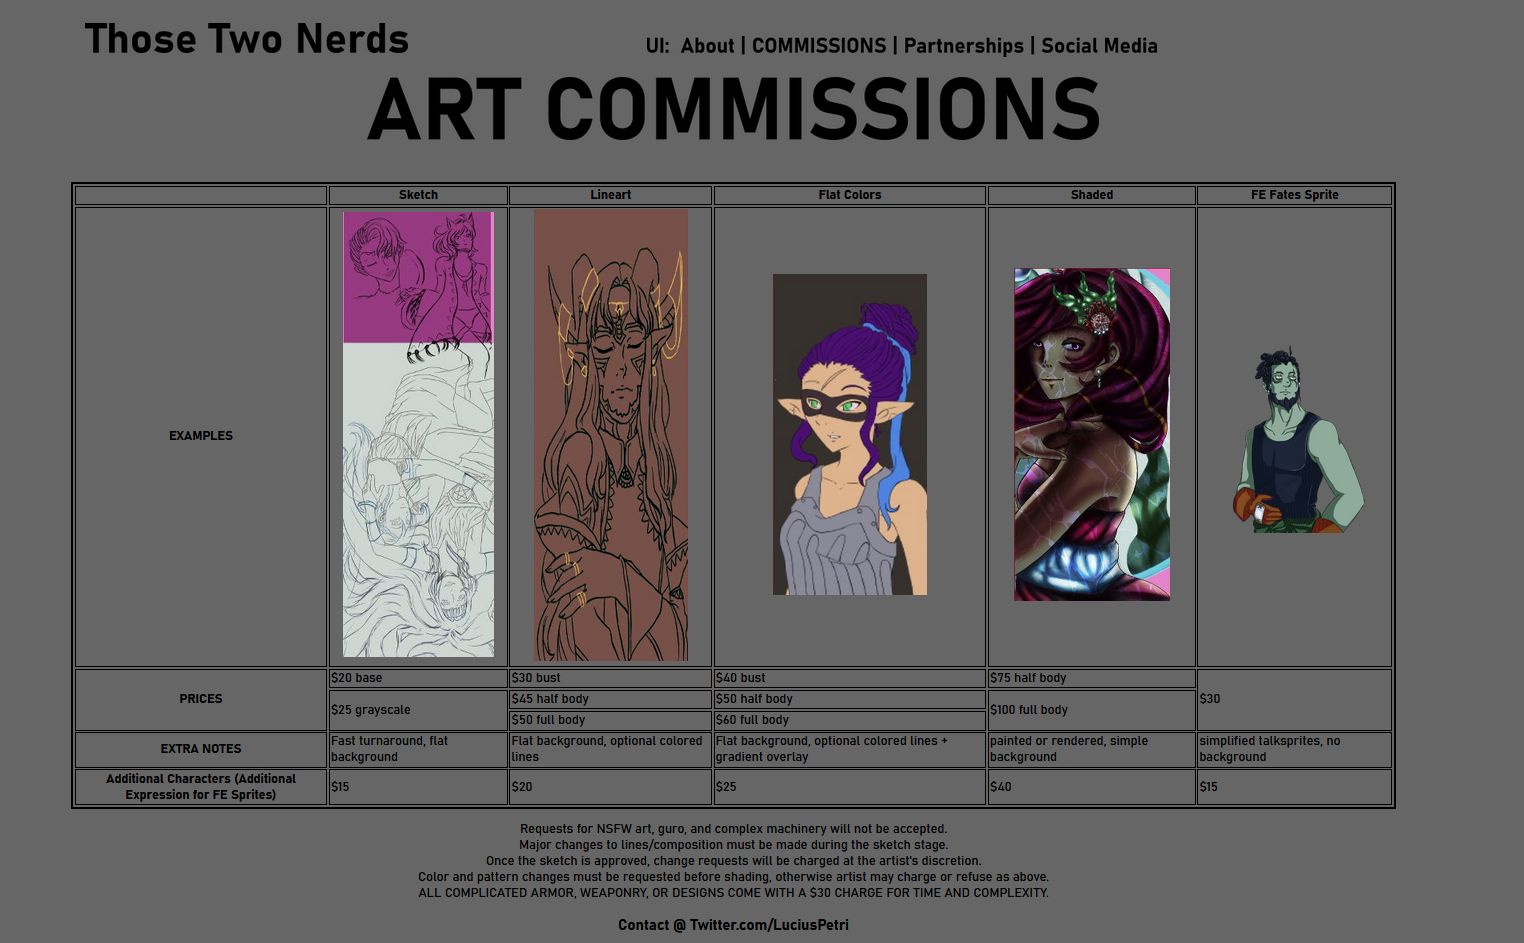 Those Two Nerds
UI: About | COMMISSIONS | Partnerships | Social Media
ART COMMISSIONS
Sketch
Lineart
Flat Colors
Shaded
FE Fates Sprite
EXAMPLES
PRICES
$20 base
$30 bust
$40 bust
$75 half body
$30
$25 grayscale
$45 half body
$50 half body
$100 full body
$50 full body
$60 full body
EXTRA NOTES
Fast turnaround, flat
background
Flat background, optional colored
lines
Flat background, optional colored lines +
gradient overlay
painted or rendered, simple
background
simplified talksprites, no
background
Additional Characters (Additional
Expression for FE Sprites)
$15
$20
$25
$40
$15
Requests for NSFW art, guro, and complex machinery will not be accepted.
Major changes to lines/composition must be made during the sketch stage.
Once the sketch is approved, change requests will be charged at the artist's discretion.
Color and pattern changes must be requested before shading, otherwise artist may charge or refuse as above.
ALL COMPLICATED ARMOR, WEAPONRY, OR DESIGNS COME WITH A $30 CHARGE FOR TIME AND COMPLEXITY.
Contact @ Twitter.com/LuciusPetri